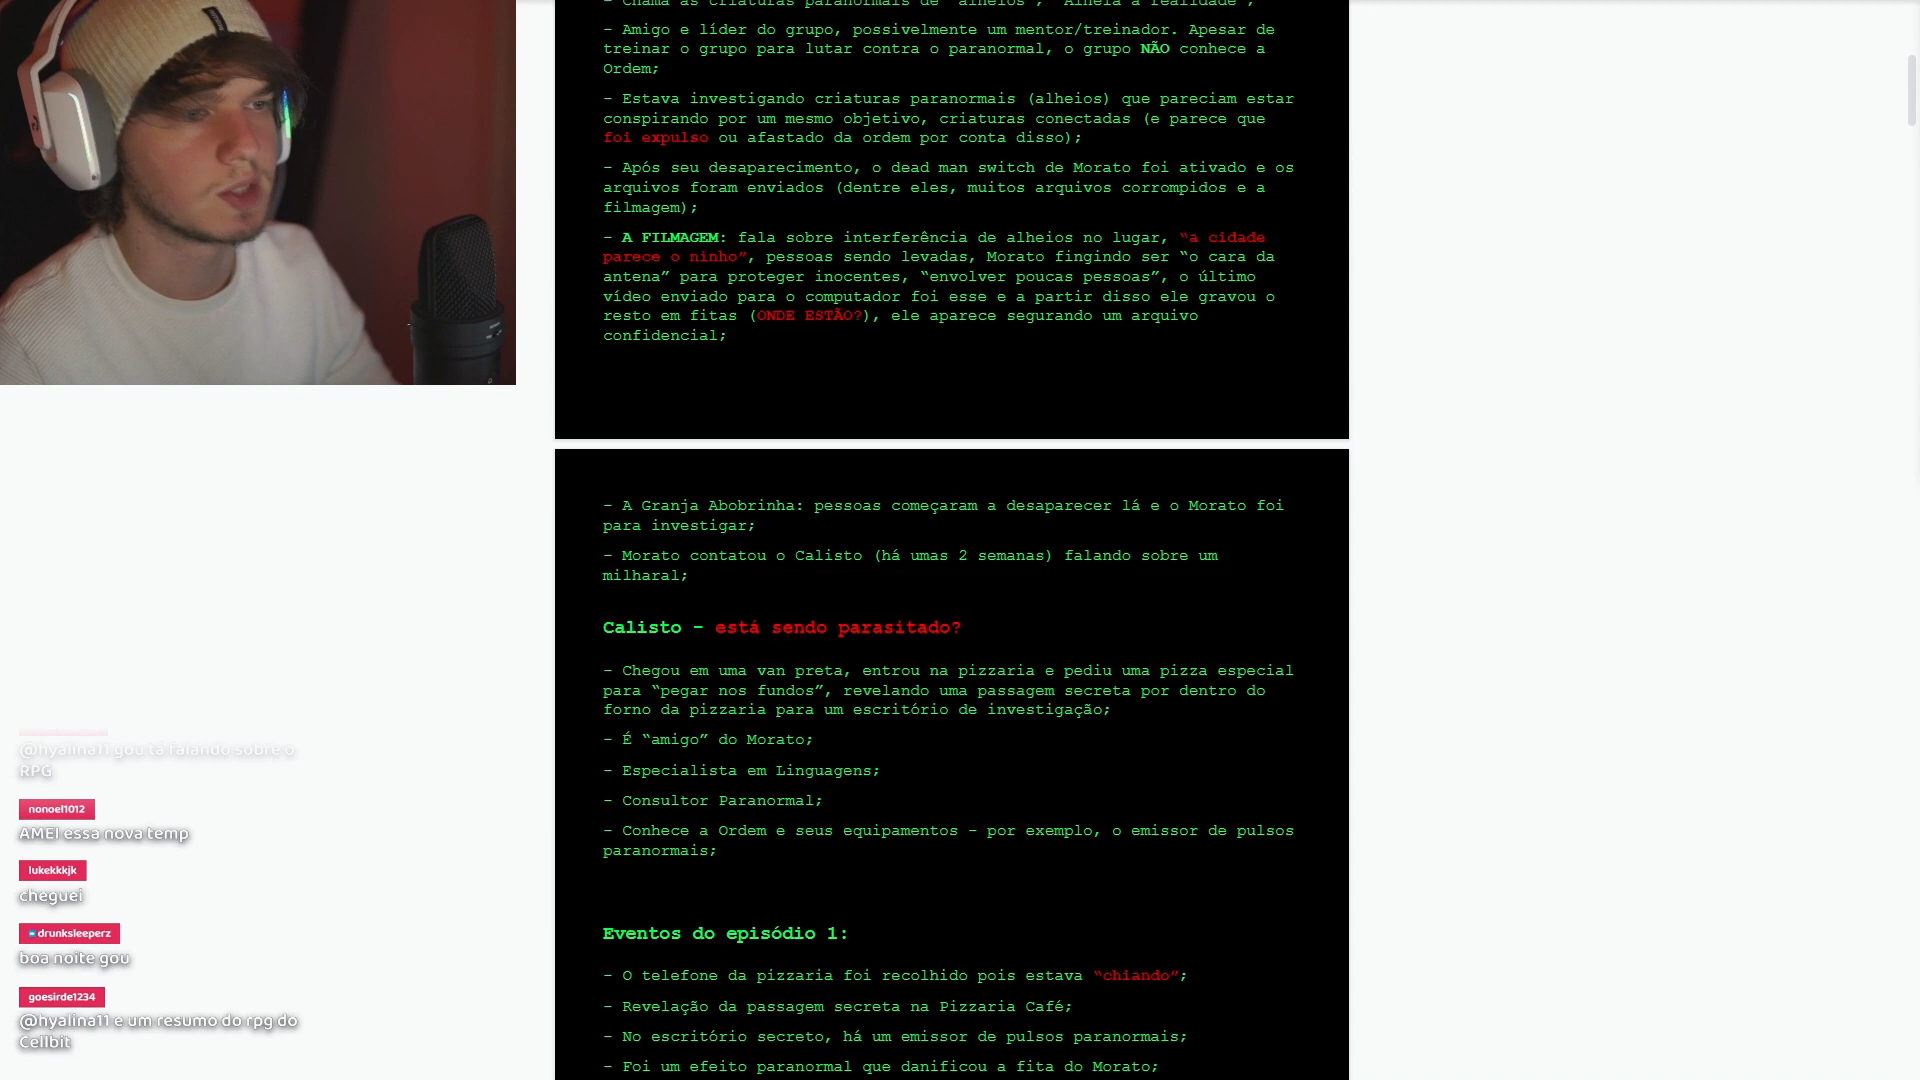 - Chama as criaturas paranormais de "alheios", "Alheia a realidade";
- Amigo e líder do grupo, possivelmente um mentor/treinador. Apesar de
treinar o grupo para lutar contra o paranormal, o grupo NÃO conhece a
Ordem;
- Estava investigando criaturas paranormais (alheios) que pareciam estar
conspirando por um mesmo objetivo, criaturas conectadas (e parece que
foi expulso ou afastado da ordem por conta disso);
- Após seu desaparecimento, o dead man switch de Morato foi ativado e os
arquivos foram enviados (dentre eles, muitos arquivos corrompidos e a
filmagem);
- A FILMAGEM: fala sobre interferência de alheios no lugar, “a cidade
parece o ninho”, pessoas sendo levadas, Morato fingindo ser “o cara da
antena” para proteger inocentes, “envolver poucas pessoas”, o último
vídeo enviado para o computador foi esse e a partir disso ele gravou o
resto em fitas (ONDE ESTÃO?), ele aparece segurando um arquivo
confidencial;
- A Granja Abobrinha: pessoas começaram a desaparecer lá e o Morato foi
para investigar;
- Morato contatou o Calisto (há umas 2 semanas) falando sobre um
milharal;
Calisto - está sendo parasitado?
- Chegou em uma van preta, entrou na pizzaria e pediu uma pizza especial
para “pegar nos fundos”, revelando uma passagem secreta por dentro do
forno da pizzaria para um escritório de investigação;
- É “amigo” do Morato;
- Especialista em Linguagens;
- Consultor Paranormal;
- Conhece a Ordem e seus equipamentos - por exemplo, o emissor de pulsos
paranormais;
Eventos do episódio 1:
- O telefone da pizzaria foi recolhido pois estava “chiando”;
- Revelação da passagem secreta na Pizzaria Café;
- No escritório secreto, há um emissor de pulsos paranormais;
- Foi um efeito paranormal que danificou a fita do Morato;
@hyalina11 gou tá falando sobre o
RPG
nonoel1012
AMEI essa nova temp
lukekkkjk
cheguei
drunksleeperz
boa noite gou
goesirde1234
@hyalina11 e um resumo do rpg do
Cellbit